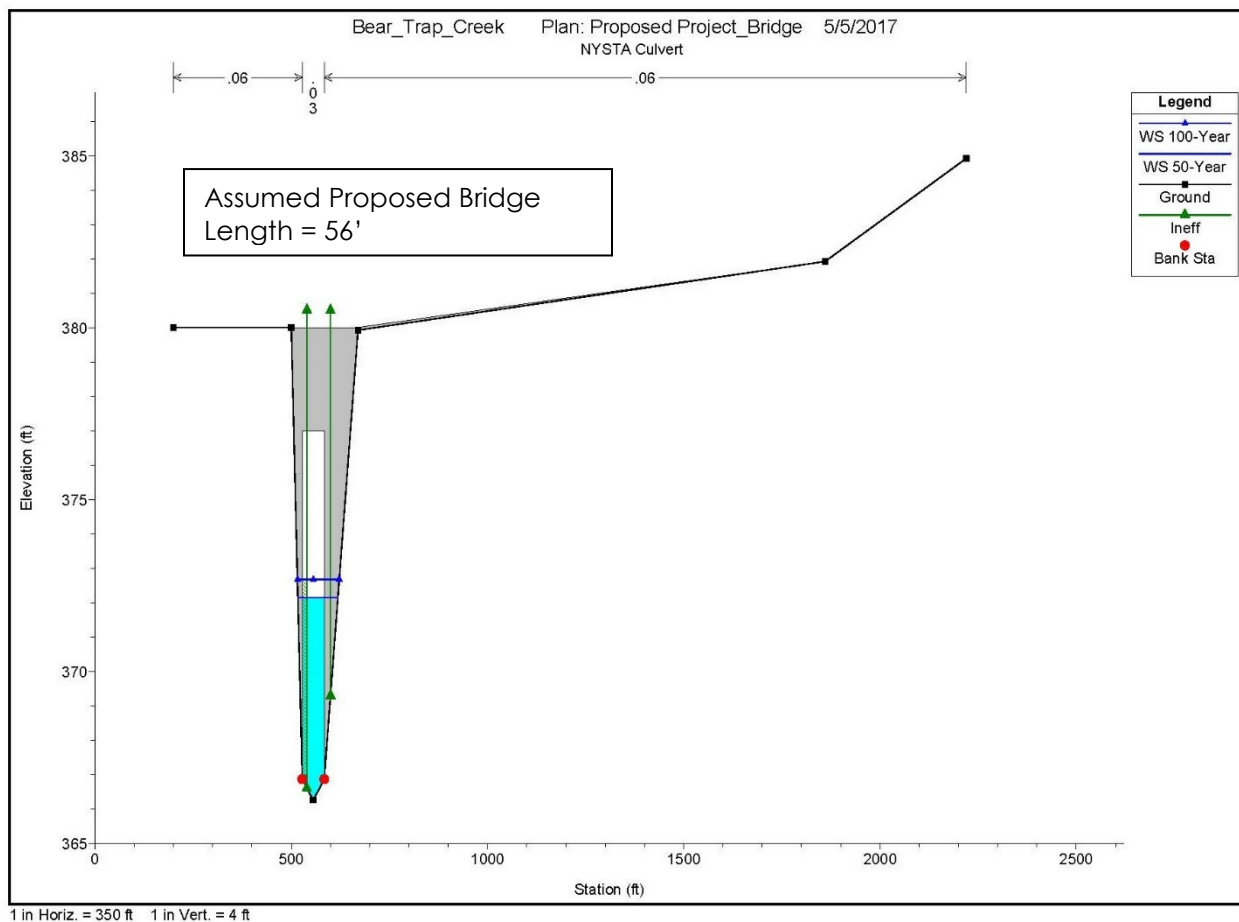 Bear_Trap_Creek Plan: Proposed Project_Bridge 5/5/2017
NYSTA Culvert
.06
.03
.06
Assumed Proposed Bridge
Length = 56'
Legend
WS 100-Year
WS 50-Year
Ground
Ineff
Bank Sta
385
380
375
370
365
Elevation (ft)
0 500 1000 1500 2000 2500
Station (ft)
1 in Horiz. = 350 ft 1 in Vert. = 4 ft